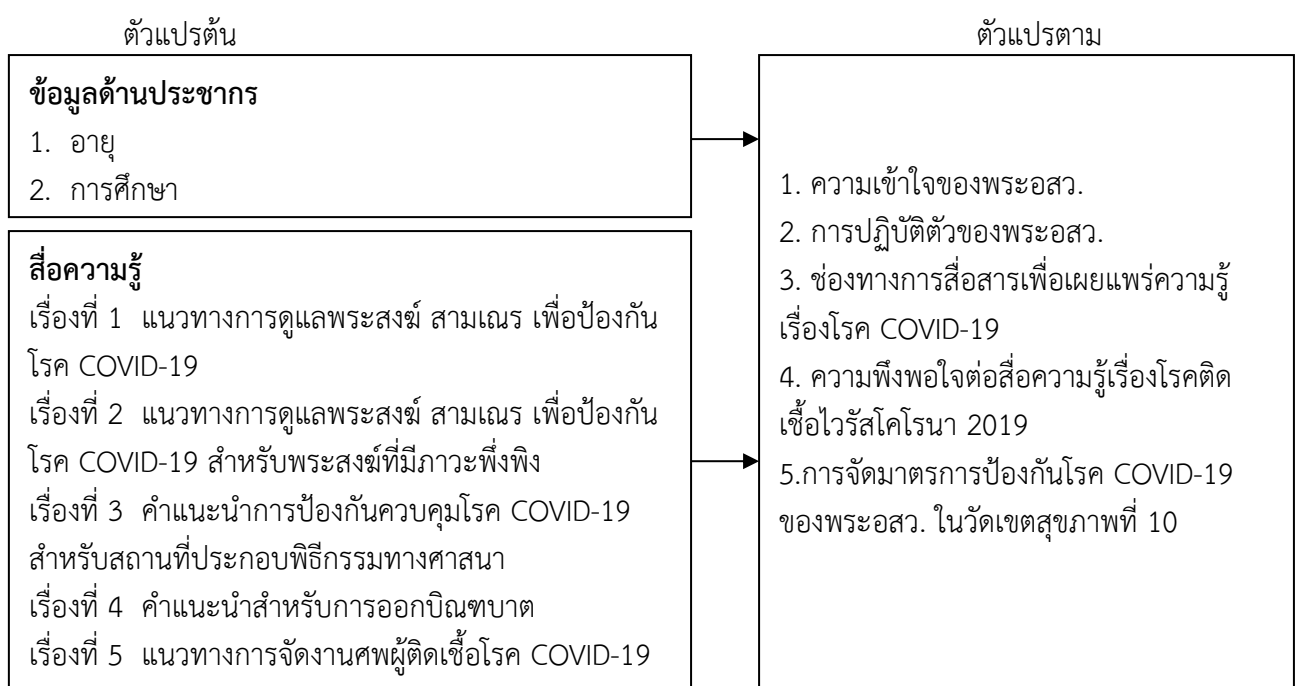 ตัวแปรต้น
ข้อมูลด้านประชากร
1. อายุ
2. การศึกษา
สื่อความรู้
เรื่องที่ 1 แนวทางการดูแลพระสงฆ์ สามเณร เพื่อป้องกัน
โรค COVID-19
เรื่องที่ 2 แนวทางการดูแลพระสงฆ์ สามเณร เพื่อป้องกัน
โรค COVID-19 สำหรับพระสงฆ์ที่มีภาวะพึ่งพิง
เรื่องที่ 3 คำแนะนำการป้องกันควบคุมโรค COVID-19
สำหรับสถานที่ประกอบพิธีกรรมทางศาสนา
เรื่องที่ 4 คำแนะนำสำหรับการออกบิณฑบาต
เรื่องที่ 5 แนวทางการจัดงานศพผู้ติดเชื้อโรค COVID-19
ตัวแปรตาม
1. ความเข้าใจของพระอสว.
2. การปฏิบัติตัวของพระอสว.
3. ช่องทางการสื่อสารเพื่อเผยแพร่ความรู้
เรื่องโรค COVID-19
4. ความพึงพอใจต่อสื่อความรู้เรื่องโรคติด
เชื้อไวรัสโคโรนา 2019
5.การจัดมาตรการป้องกันโรค COVID-19
ของพระอสว. ในวัดเขตสุขภาพที่ 10